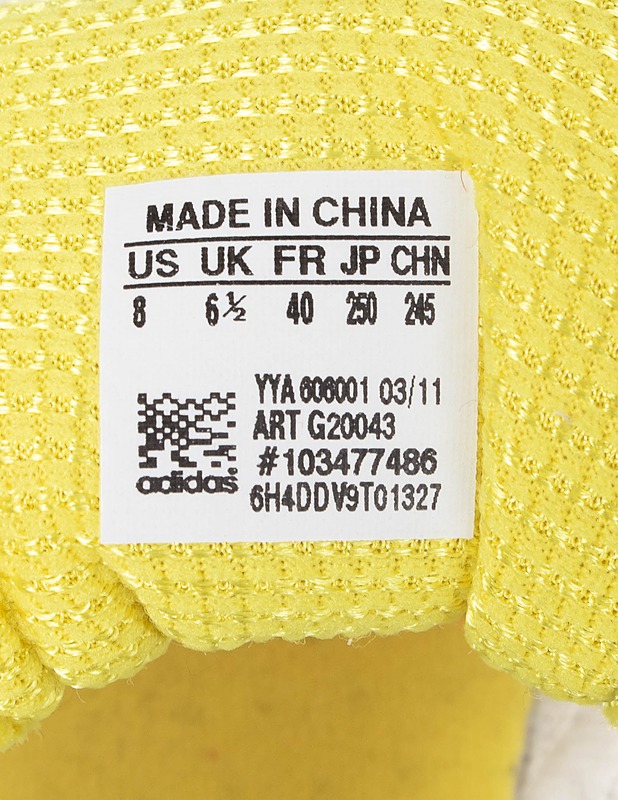 MADE IN CHINA
US UK FR JP CHN
8 6½ 40 250 245
YYA 606001 03/11
ART G20043
#103477486
6H4DDV9T01327
adidas